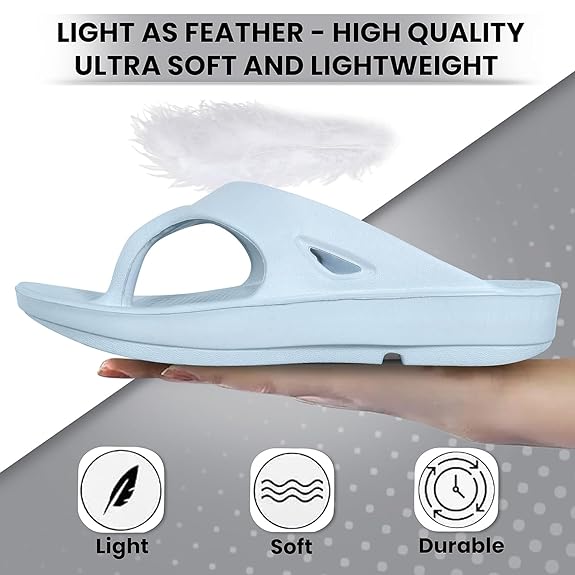 LIGHT AS FEATHER - HIGH QUALITY
ULTRA SOFT AND LIGHTWEIGHT
Light
Soft
Durable